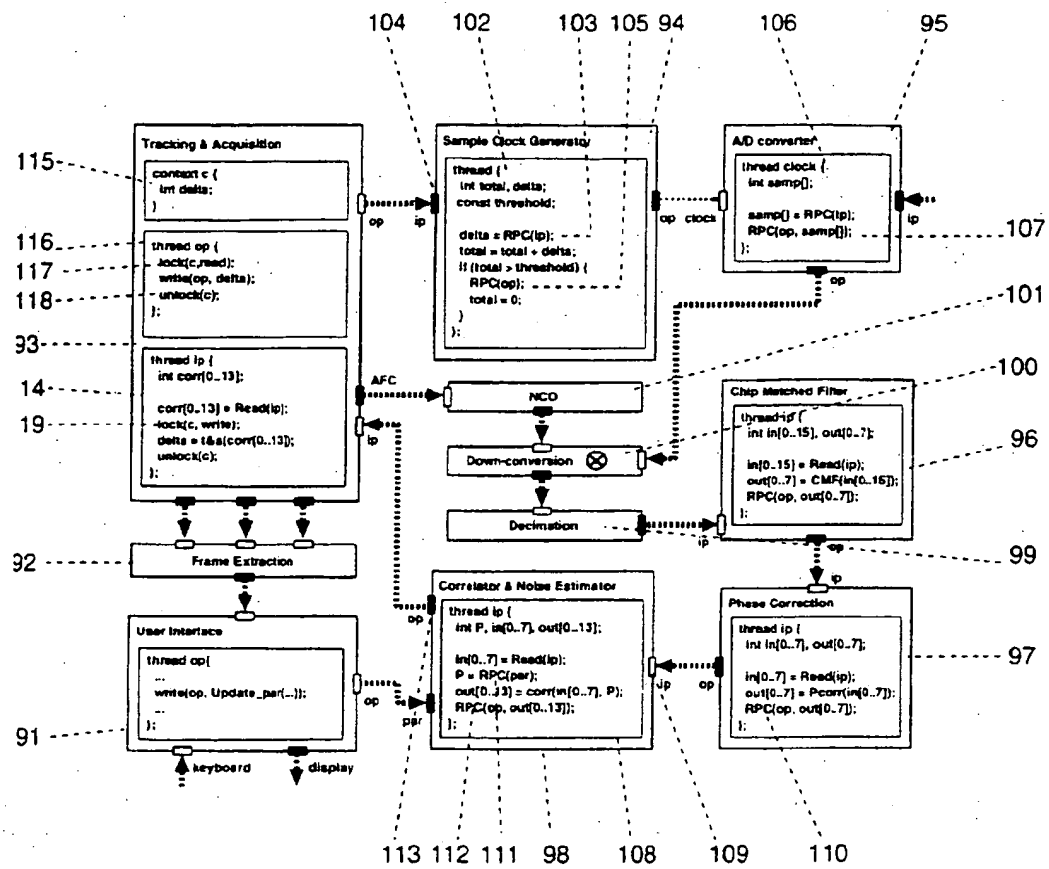 104
102
103
105
94
106
95
115
116
117
118
93
14
19
92
91
107
101
100
96
99
97
113
112
111
98
108
109
110
Tracking & Acquisition
context c {
int delta;
}
thread op {
lock(c,read);
write(op, delta);
unlock(c);
};
thread ip {
int corr[0..13];
corr[0..13] = Read(ip);
lock(c, write);
delta = t&a(corr[0..13]);
unlock(c);
};
op
ip
AFC
ip
Sample Clock Generator
thread {
int total, delta;
const threshold;
delta = RPC(ip);
total = total + delta;
if (total > threshold) {
RPC(op);
total = 0;
}
};
op
clock
A/D converter
thread clock {
int samp[];
samp[] = RPC(ip);
RPC(op, samp[]);
};
ip
op
NCO
Down-conversion
Decimation
ip
Chip Matched Filter
thread ip {
int in[0..15], out[0..7];
in[0..15] = Read(ip);
out[0..7] = CMF(in[0..15]);
RPC(op, out[0..7]);
};
op
ip
Frame Extraction
User Interface
thread op{
...
write(op, Update_par(...));
...
};
op
par
keyboard
display
Correlator & Noise Estimator
thread ip {
int P, in[0..7], out[0..13];
in[0..7] = Read(ip);
P = RPC(par);
out[0..13] = corr(in[0..7], P);
RPC(op, out[0..13]);
};
op
ip
op
Phase Correction
thread ip {
int in[0..7], out[0..7];
in[0..7] = Read(ip);
out[0..7] = Pcorr(in[0..7]);
RPC(op, out[0..7]);
};